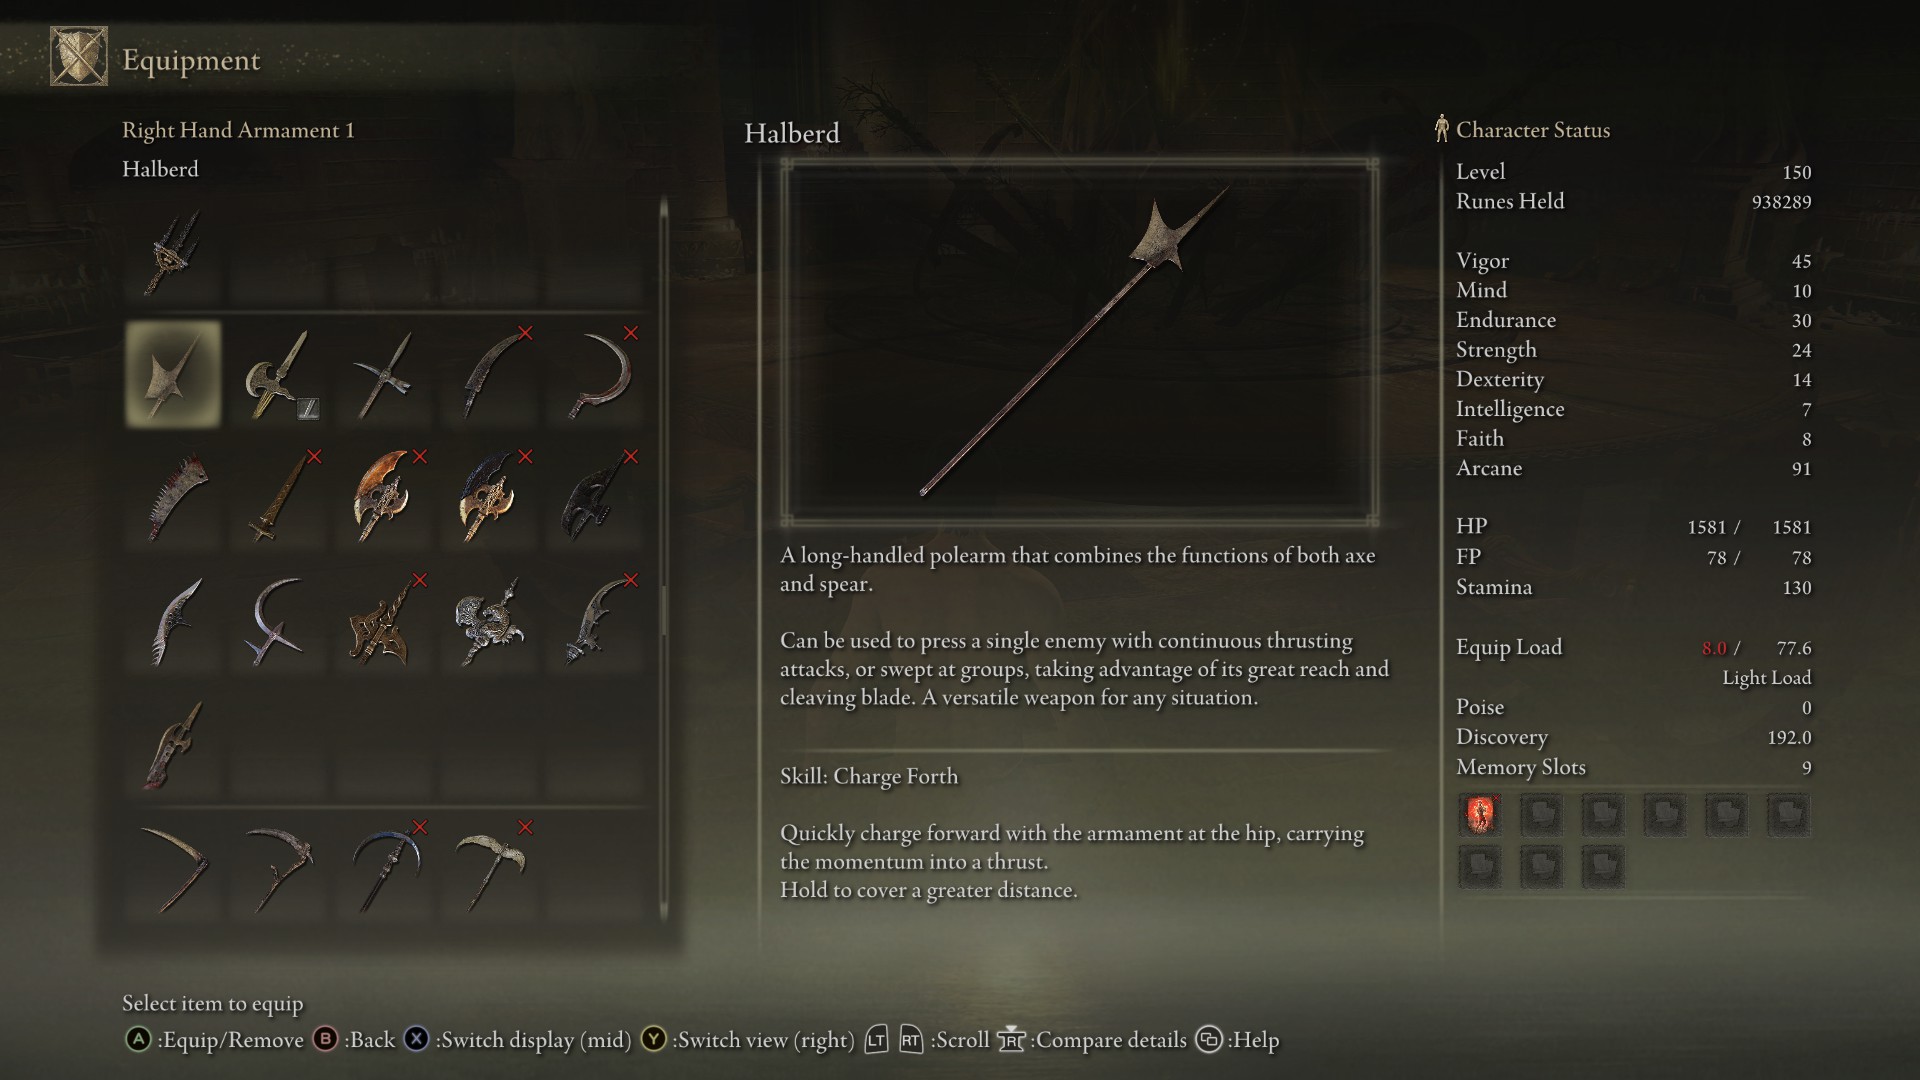 Equipment
Right Hand Armament 1
Halberd
Halberd
A long-handled polearm that combines the functions of both axe
and spear.
Can be used to press a single enemy with continuous thrusting
attacks, or swept at groups, taking advantage of its great reach and
cleaving blade. A versatile weapon for any situation.
Skill: Charge Forth
Quickly charge forward with the armament at the hip, carrying
the momentum into a thrust.
Hold to cover a greater distance.
Character Status
Level 150
Runes Held 938289
Vigor 45
Mind 10
Endurance 30
Strength 24
Dexterity 14
Intelligence 7
Faith 8
Arcane 91
HP 1581 / 1581
FP 78 / 78
Stamina 130
Equip Load 8.0 / 77.6
Light Load
Poise 0
Discovery 192.0
Memory Slots 9
Select item to equip
A :Equip/Remove B :Back X :Switch display (mid) Y :Switch view (right) LT RT :Scroll R :Compare details :Help